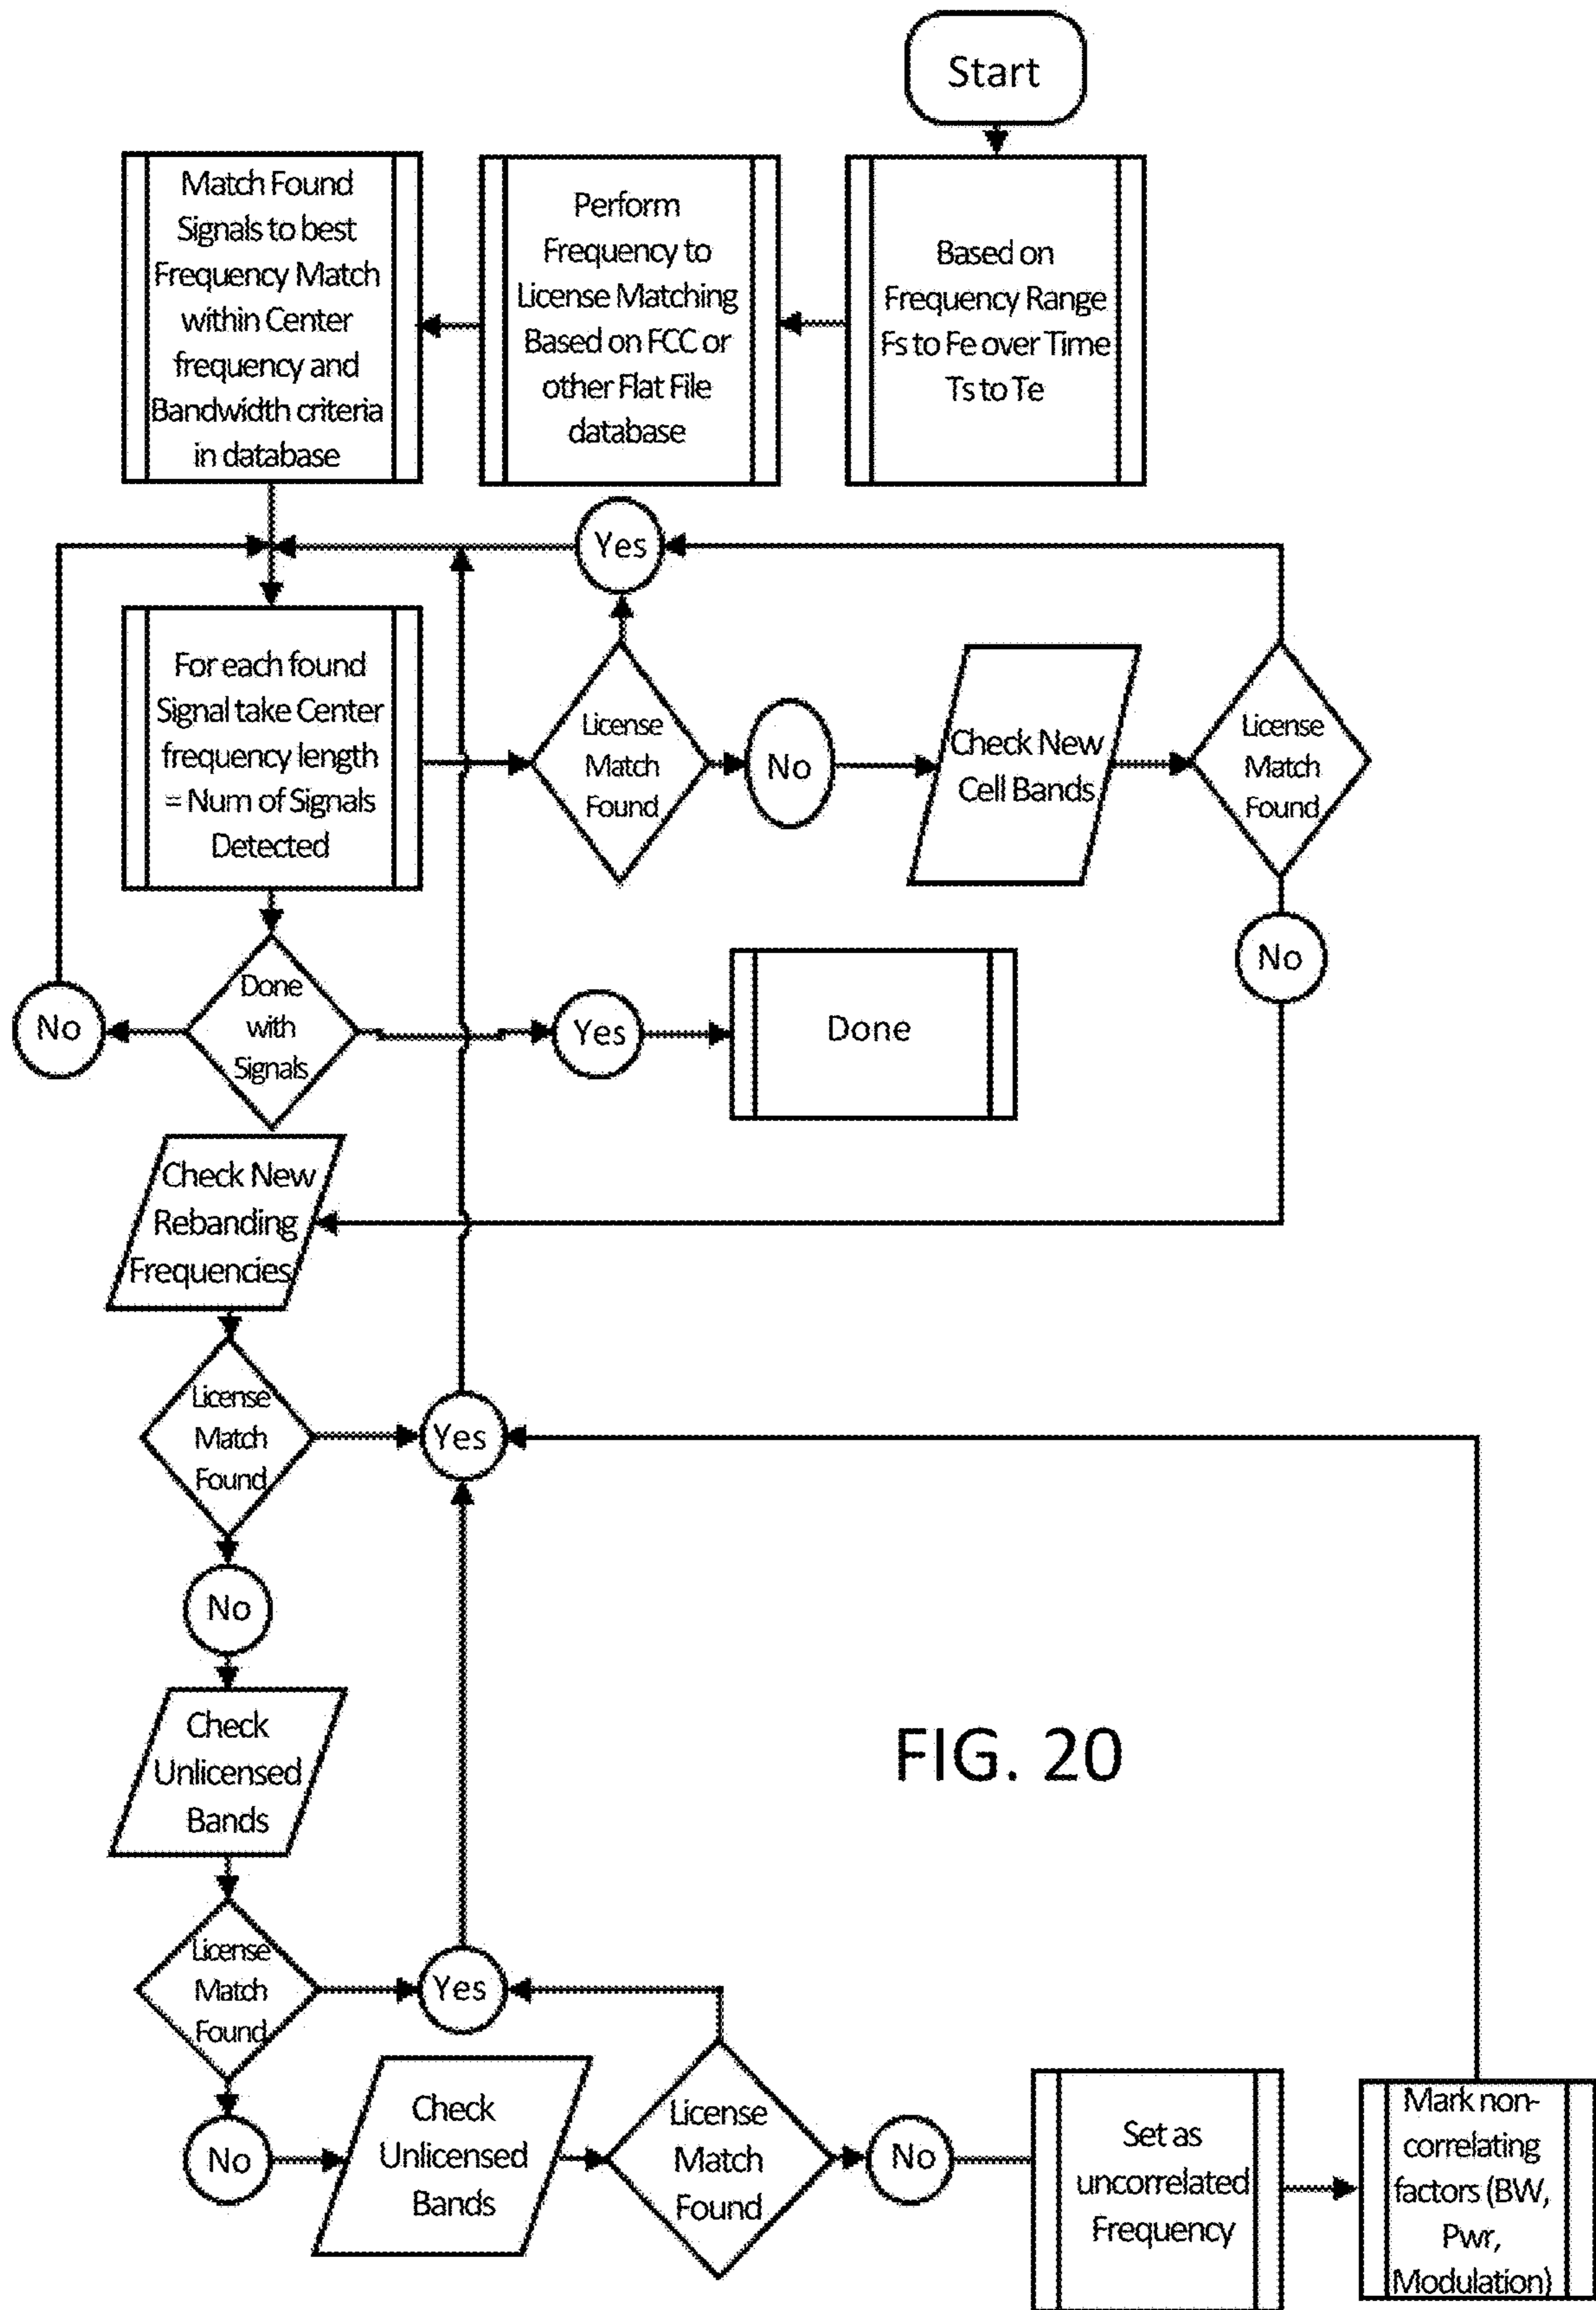 Start
Match Found
Signals to best
Frequency Match
within Center
frequency and
Bandwidth criteria
in database
Perform
Frequency to
License Matching
Based on FCC or
other Flat File
database
Based on
Frequency Range
Fs to Fe over Time
Ts to Te
Yes
For each found
Signal take Center
frequency length
= Num of Signals
Detected
License
Match
Found
No
Check New
Cell Bands
License
Match
Found
No
No
Done
with
Signals
Yes
Done
Check New
Rebanding
Frequencies
License
Match
Found
Yes
No
Check
Unlicensed
Bands
FIG. 20
License
Match
Found
Yes
No
Check
Unlicensed
Bands
License
Match
Found
No
Set as
uncorrelated
Frequency
Mark non-
correlating
factors (BW,
Pwr,
Modulation)